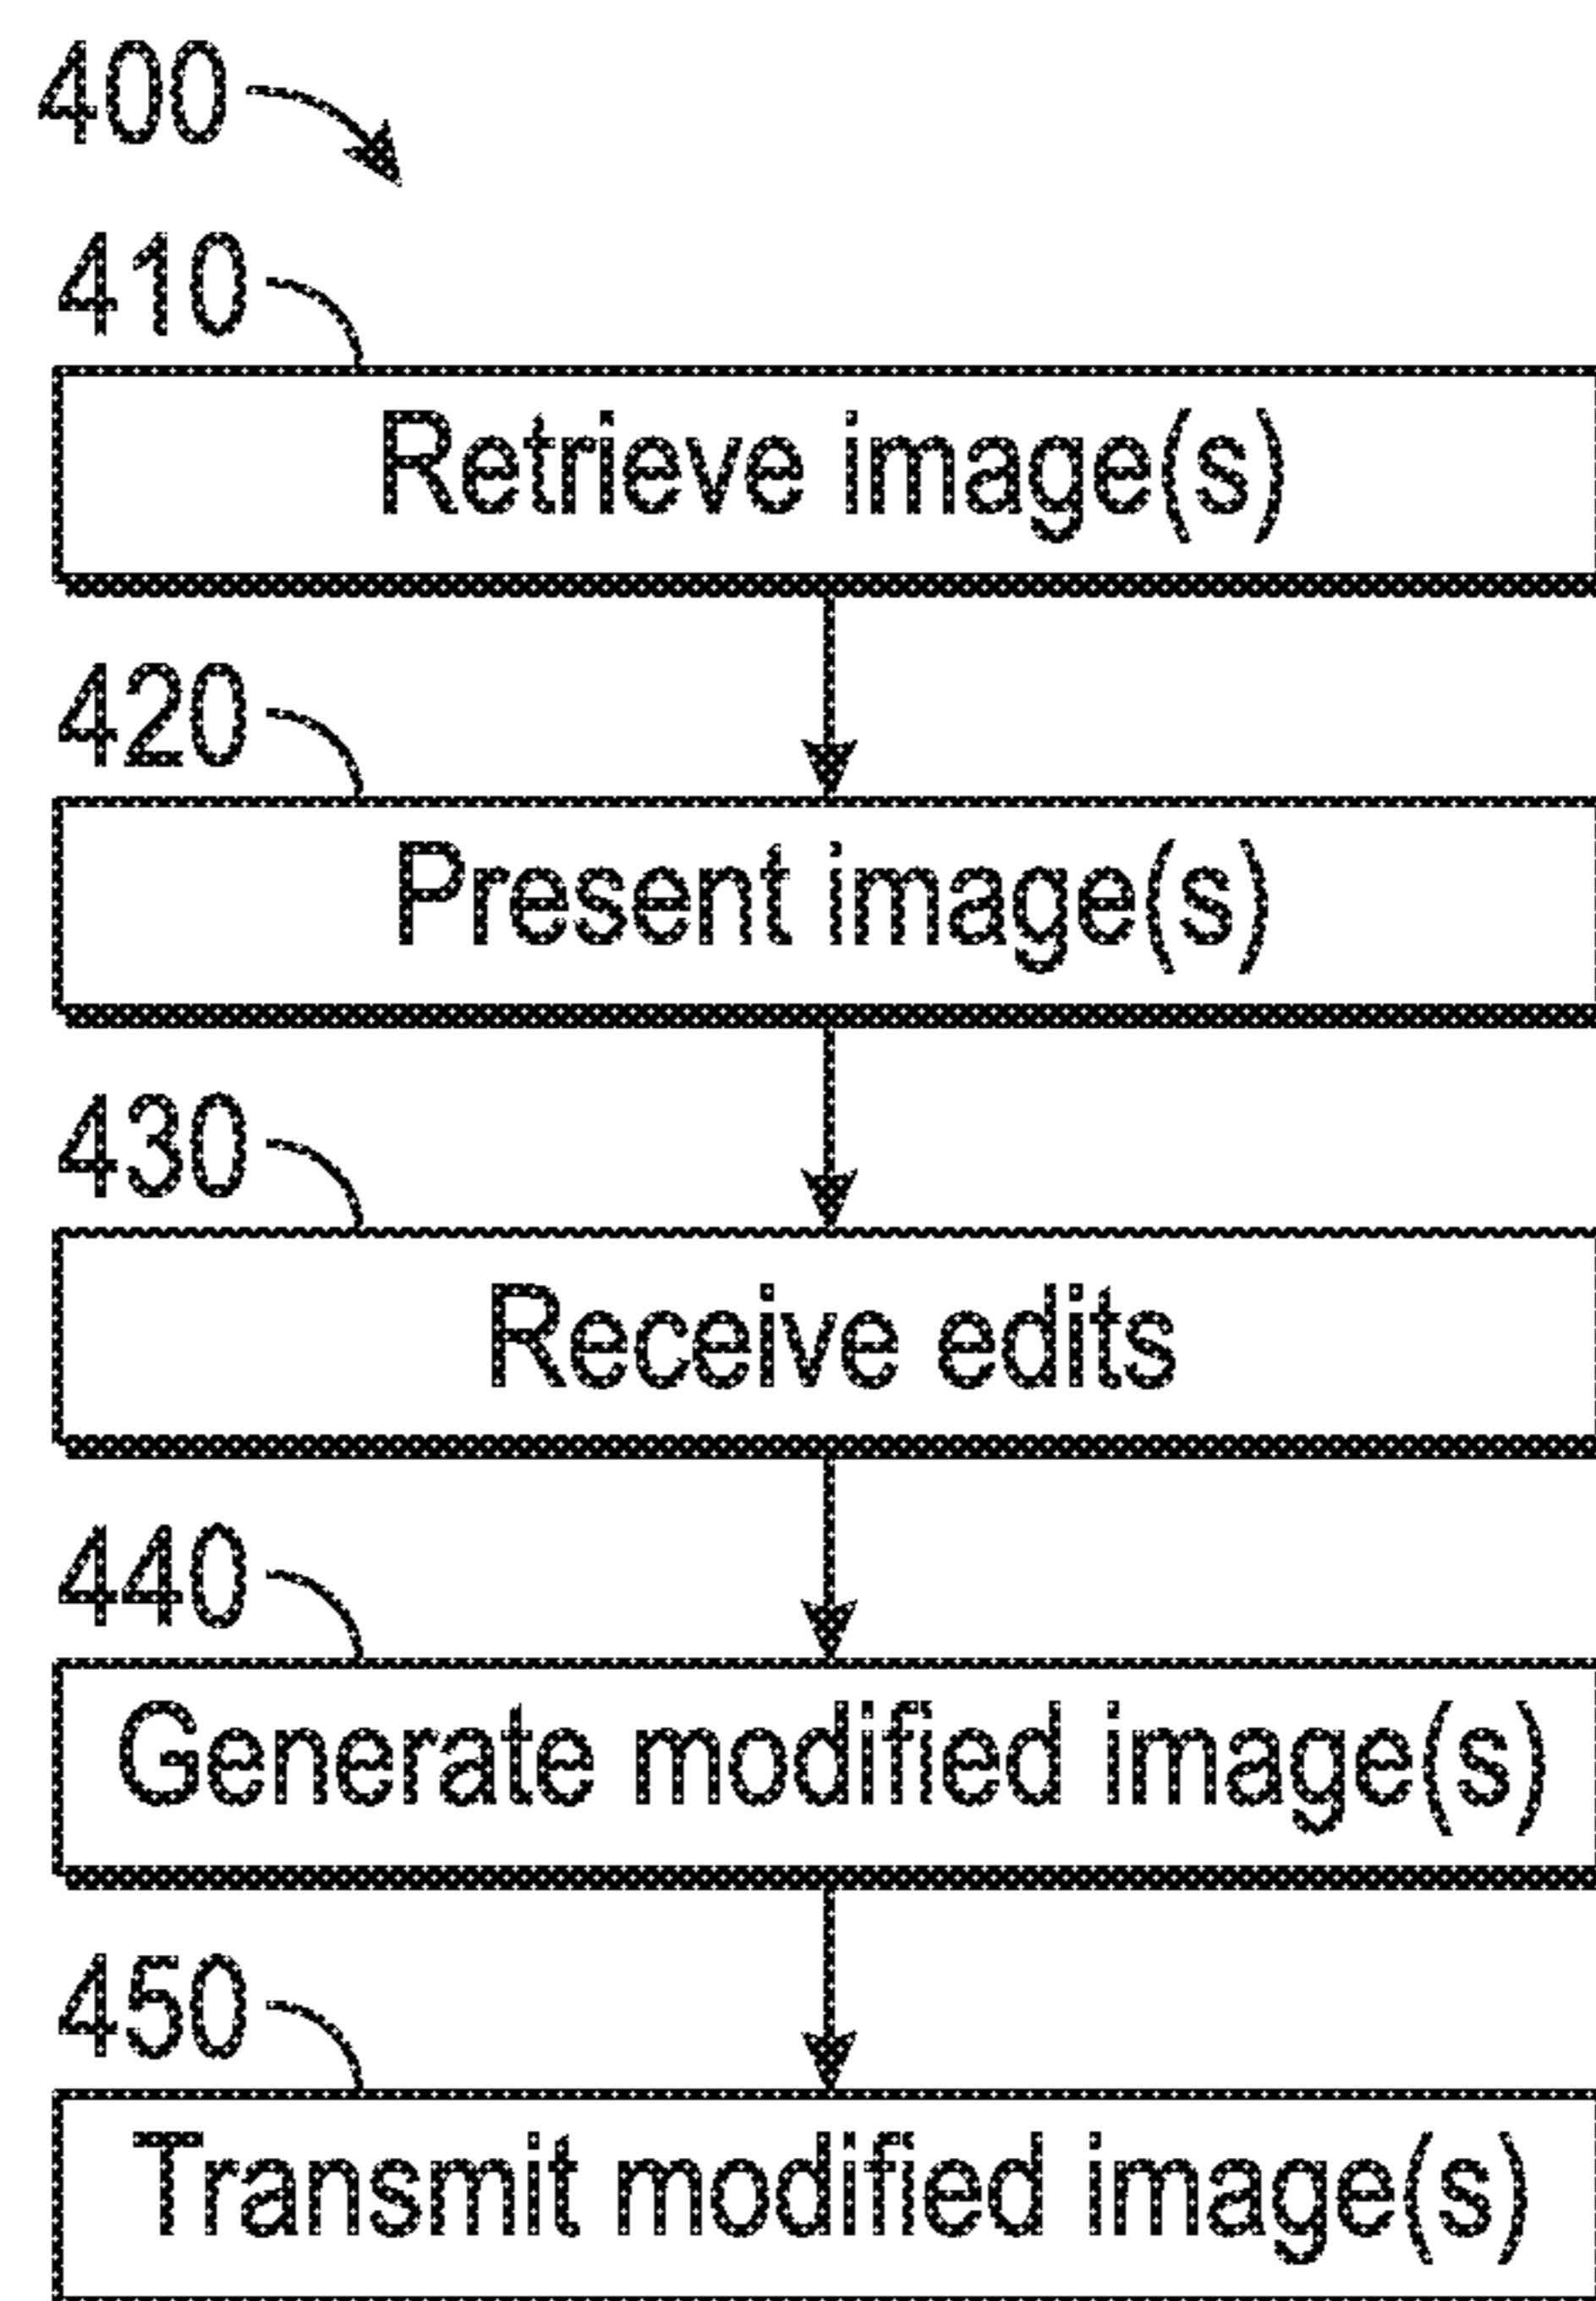 400
410
Retrieve image(s)
420
Present image(s)
430
Receive edits
440
Generate modified image(s)
450
Transmit modified image(s)